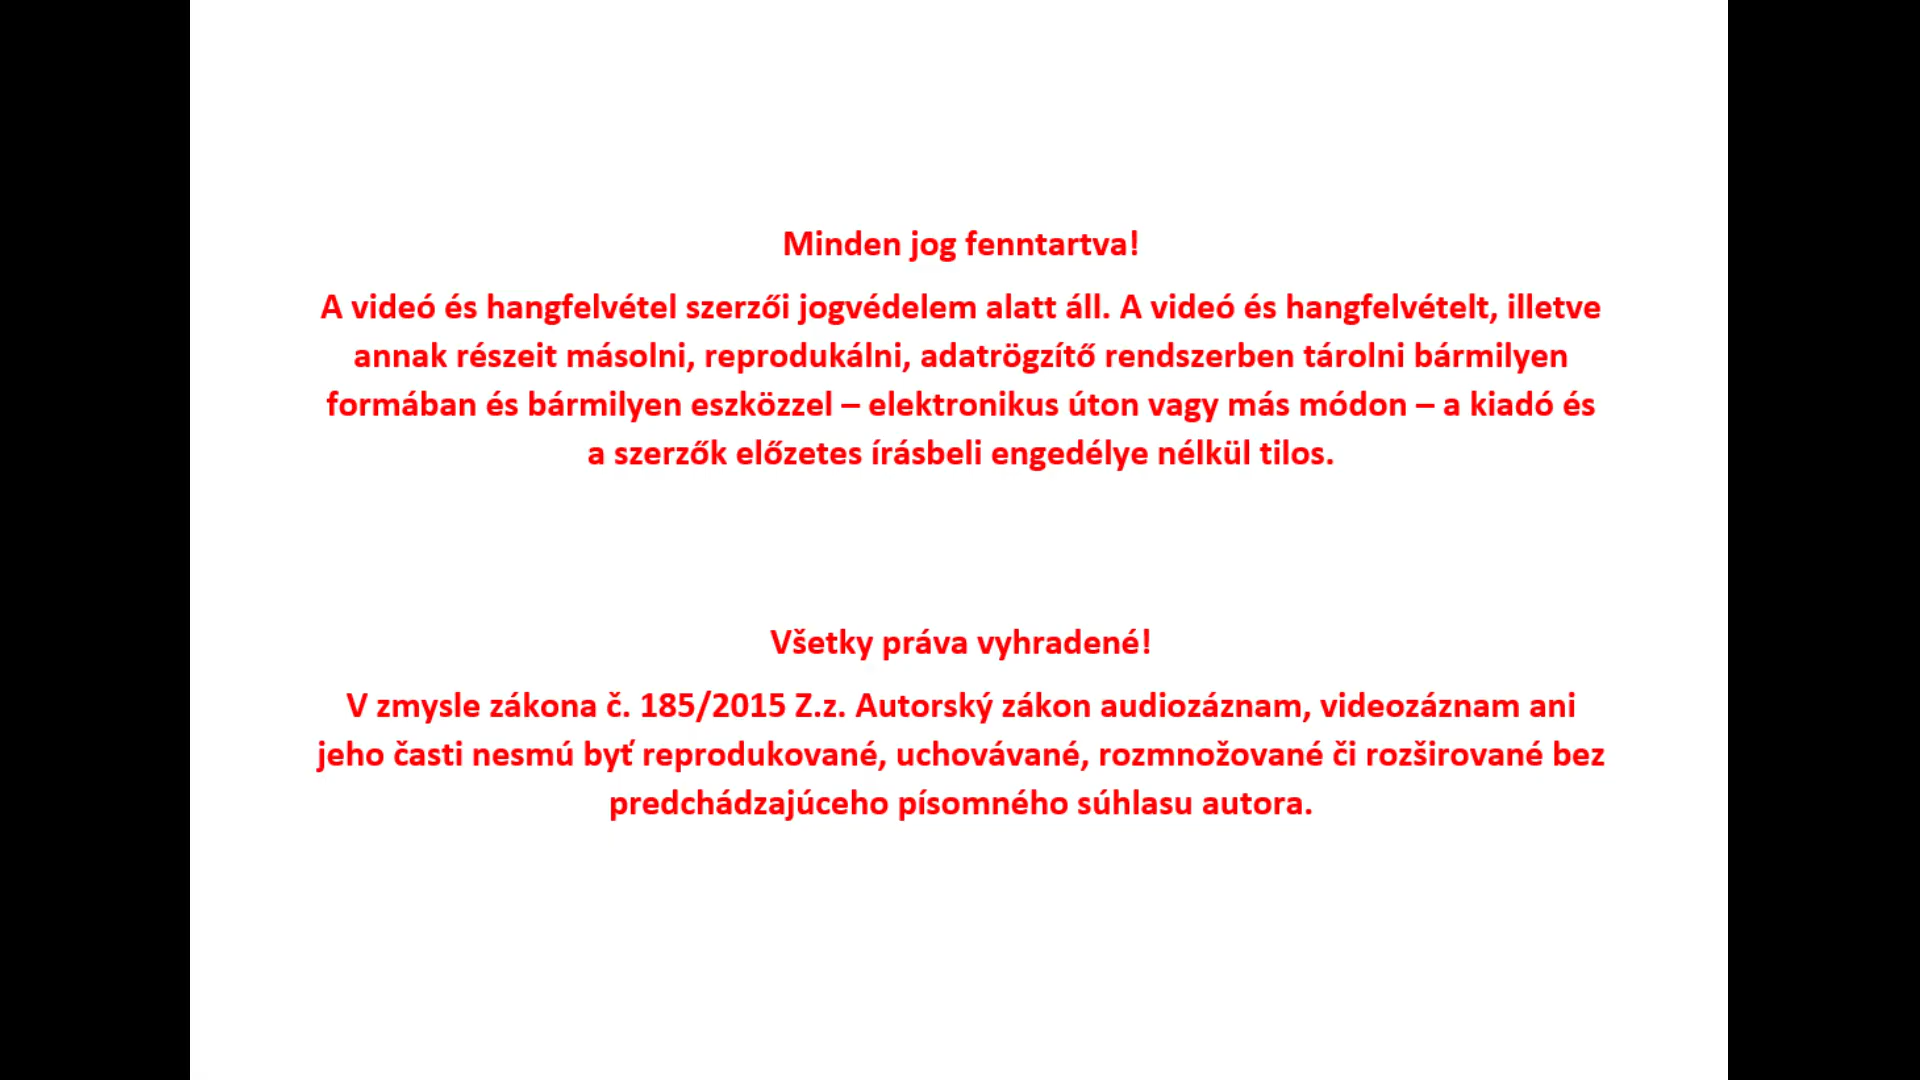 Minden jog fenntartva!
A videó és hangfelvétel szerzői jogvédelem alatt áll. A videó és hangfelvételt, illetve
annak részeit másolni, reprodukálni, adatrögzítő rendszerben tárolni bármilyen
formában és bármilyen eszközzel – elektronikus úton vagy más módon – a kiadó és
a szerzők előzetes írásbeli engedélye nélkül tilos.
Všetky práva vyhradené!
V zmysle zákona č. 185/2015 Z.z. Autorský zákon audiozáznam, videozáznam ani
jeho časti nesmú byť reprodukované, uchovávané, rozmnožované či rozširované bez
predchádzajúceho písomného súhlasu autora.